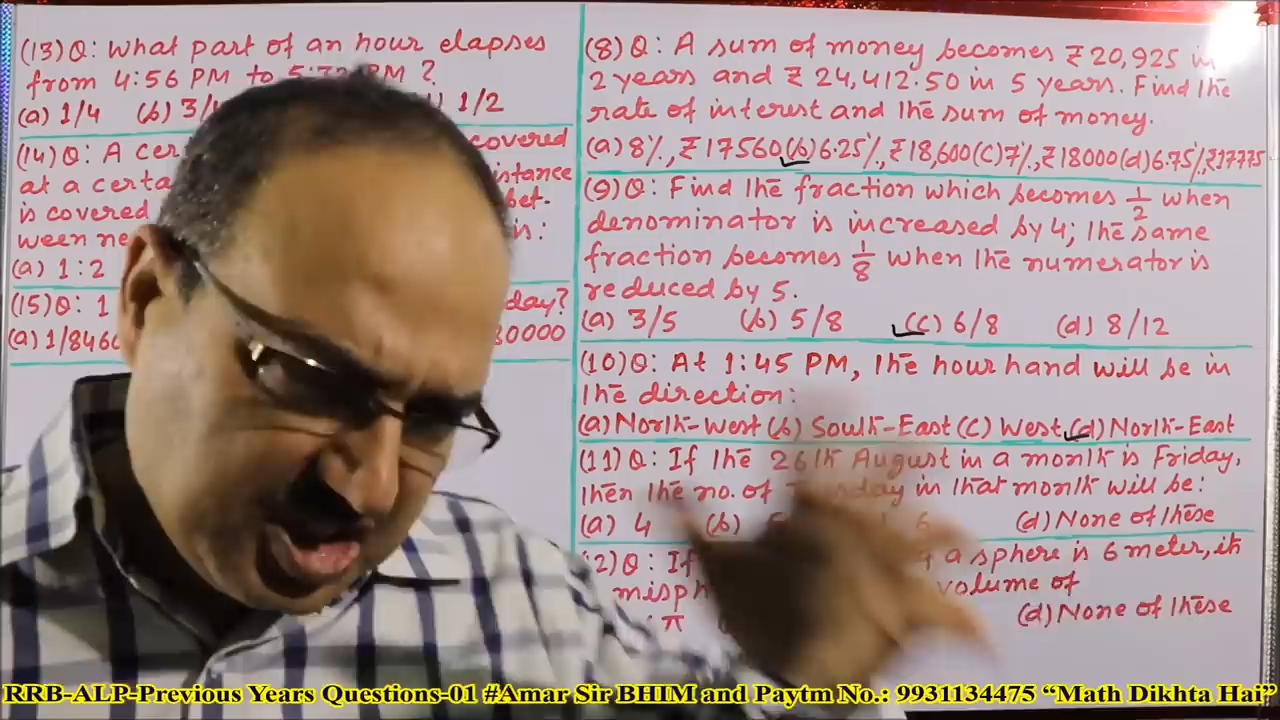 (13)Q: What part of an hour elapses
from 4:56 PM to PM ?
(a) 1/4 (b) 3/ 1/2
(14)Q: A covered
at a istance
is covered bet-
ween is:
(a) 1:2
(15)Q: 1 day?
(a) 1/8460 0000
(8)Q: A sum of money becomes ₹20,925 in
2 years and ₹ 24,412.50 in 5 years. Find the
rate of interest and the sum of money.
(a) 8%, ₹17560 (b) 6.25%, ₹18,600 (C) 7%, ₹18000 (d) 6.75%, ₹17775
(9)Q: Find the fraction which becomes 1/2 when
denominator is increased by 4; the same
fraction becomes 1/8 when the numerator is
reduced by 5.
(a) 3/5 (b) 5/8 (C) 6/8 (d) 8/12
(10)Q: At 1:45 PM, the hour hand will be in
the direction:
(a) North-West (b) South-East (C) West (d) North-East
(11)Q: If the 26th August in a month is Friday,
then the no. of in that month will be:
(a) 4 (b) 6 (d) None of these
2)Q: If a sphere is 6 meter, it
volume of
π (d) None of these
RRB-ALP-Previous Years Questions-01 #Amar Sir BHIM and Paytm No.: 9931134475 “Math Dikhta Hai”